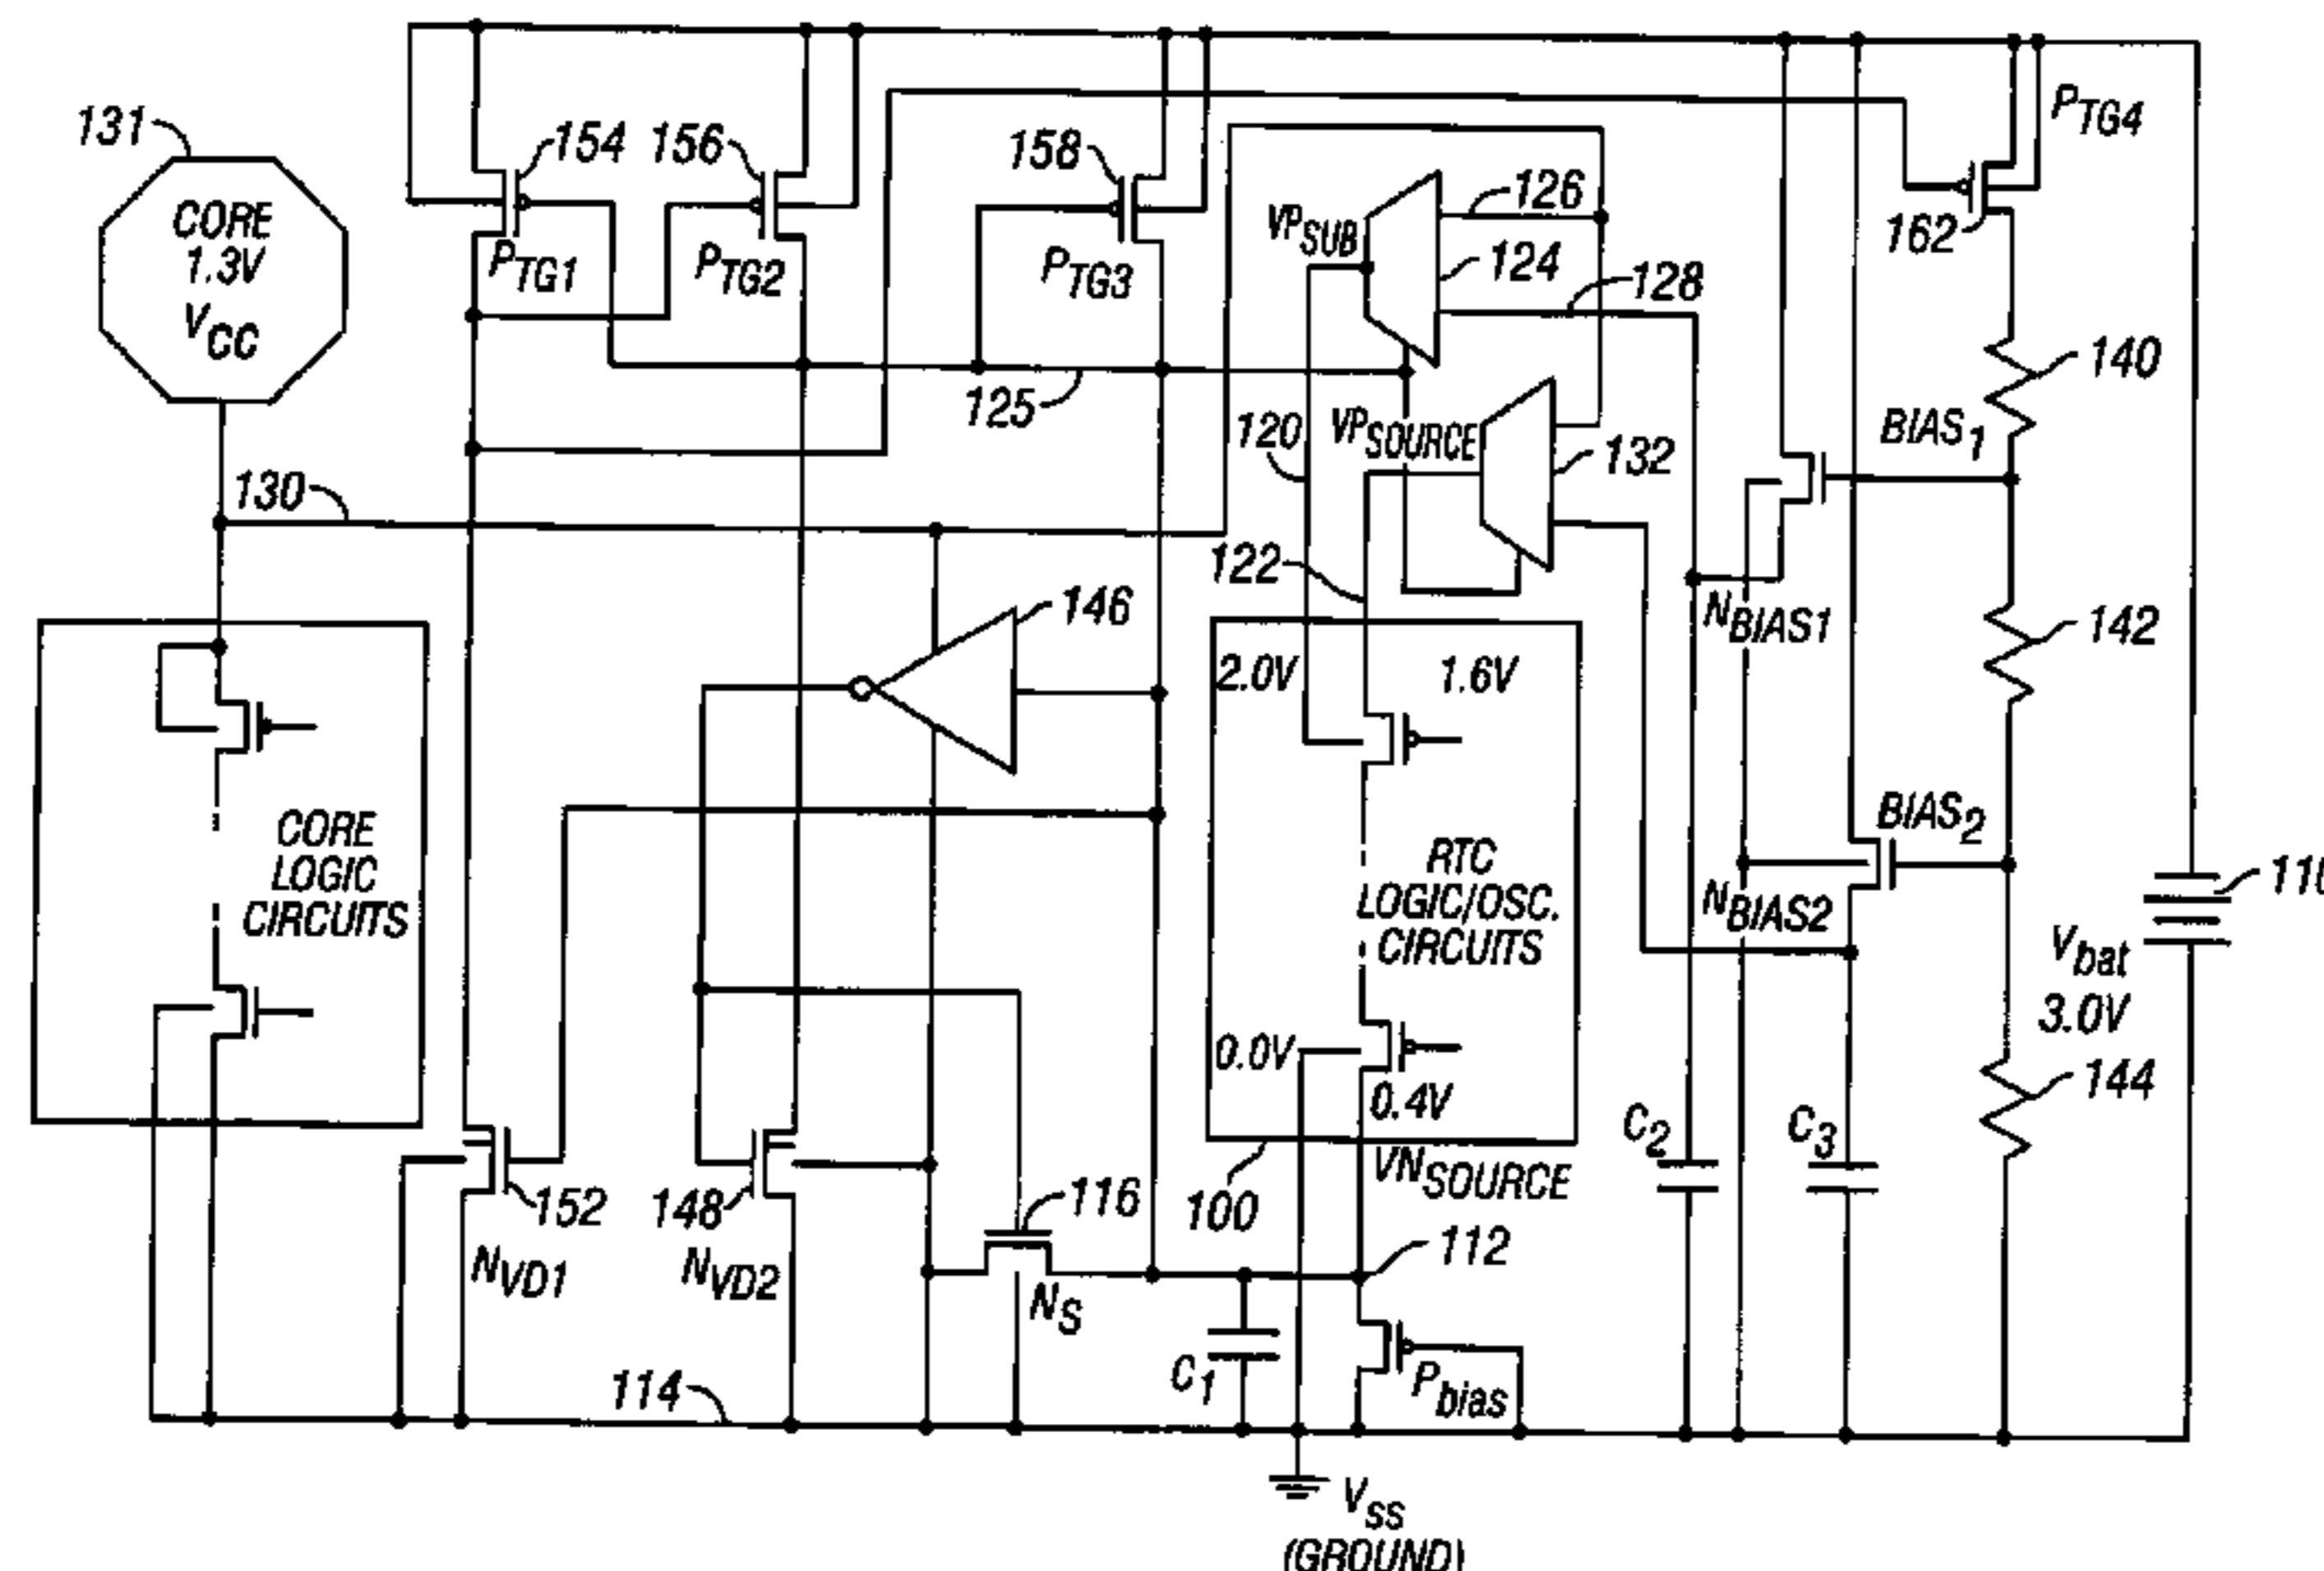 131
CORE
1.3V
VCC
154
PTG1
156
PTG2
158
PTG3
125
VPSUB
126
124
128
PTG4
162
140
BIAS1
120
VPSOURCE
132
130
122
146
NBIAS1
142
2.0V
1.6V
CORE
LOGIC
CIRCUITS
RTC
LOGIC/OSC.
CIRCUITS
BIAS2
NBIAS2
Vbat
3.0V
0.0V
0.4V
144
C2
C3
152
NVD1
148
NVD2
116
NS
100
VNSOURCE
112
C1
Pbias
114
VSS
(GROUND)